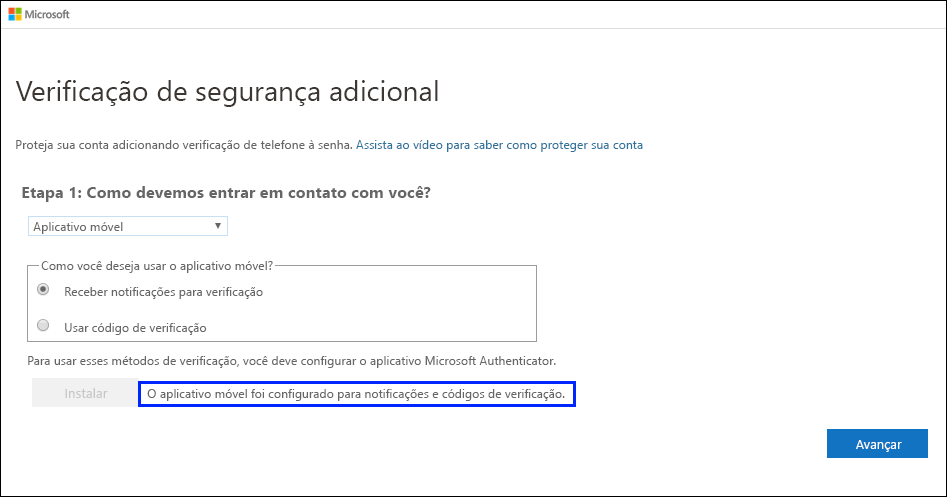 Microsoft
Verificação de segurança adicional
Proteja sua conta adicionando verificação de telefone à senha. Assista ao vídeo para saber como proteger sua conta
Etapa 1: Como devemos entrar em contato com você?
Aplicativo móvel
Como você deseja usar o aplicativo móvel?
Receber notificações para verificação
Usar código de verificação
Para usar esses métodos de verificação, você deve configurar o aplicativo Microsoft Authenticator.
Instalar O aplicativo móvel foi configurado para notificações e códigos de verificação.
Avançar